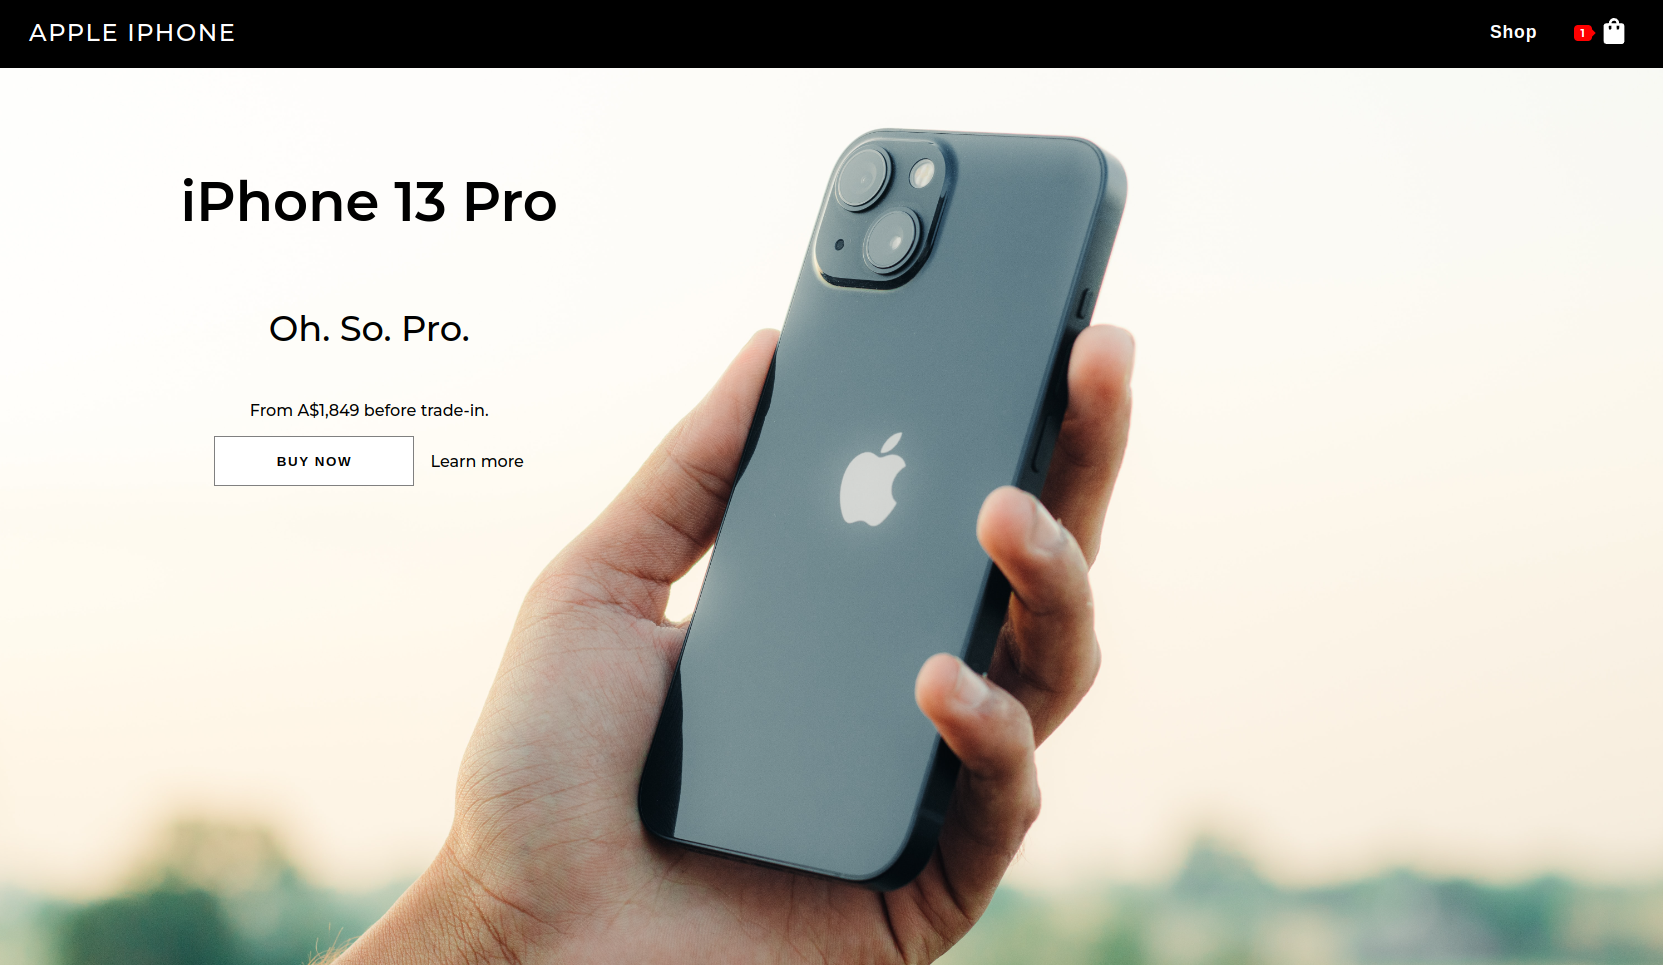 APPLE IPHONE
Shop
1
iPhone 13 Pro
Oh. So. Pro.
From A$1,849 before trade-in.
BUY NOW
Learn more